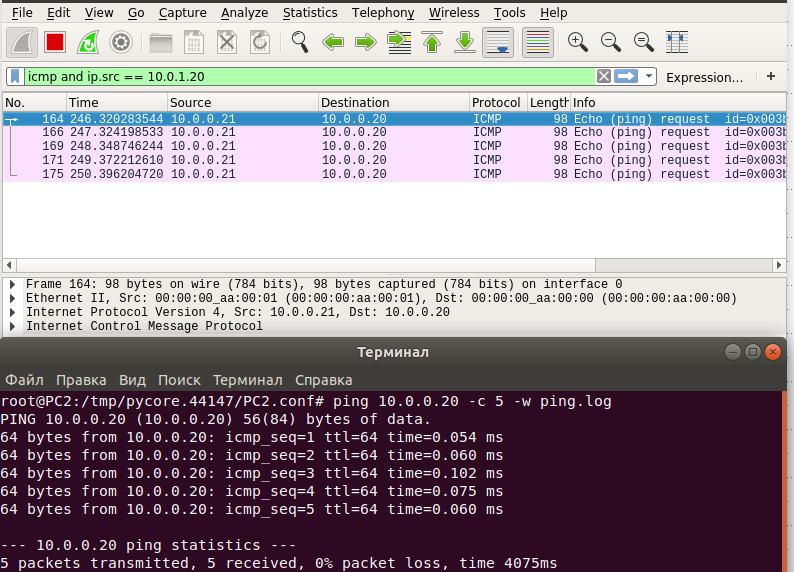 File Edit View Go Capture Analyze Statistics Telephony Wireless Tools Help
icmp and ip.src == 10.0.1.20 Expression... +
No. Time Source Destination Protocol Length Info
164 246.320283544 10.0.0.21 10.0.0.20 ICMP 98 Echo (ping) request id=0x003b
166 247.324198533 10.0.0.21 10.0.0.20 ICMP 98 Echo (ping) request id=0x003b
169 248.348746244 10.0.0.21 10.0.0.20 ICMP 98 Echo (ping) request id=0x003b
171 249.372212610 10.0.0.21 10.0.0.20 ICMP 98 Echo (ping) request id=0x003b
175 250.396204720 10.0.0.21 10.0.0.20 ICMP 98 Echo (ping) request id=0x003b
Frame 164: 98 bytes on wire (784 bits), 98 bytes captured (784 bits) on interface 0
Ethernet II, Src: 00:00:00_aa:00:01 (00:00:00:aa:00:01), Dst: 00:00:00_aa:00:00 (00:00:00:aa:00:00)
Internet Protocol Version 4, Src: 10.0.0.21, Dst: 10.0.0.20
Internet Control Message Protocol
Терминал
Файл Правка Вид Поиск Терминал Справка
root@PC2:/tmp/pycore.44147/PC2.conf# ping 10.0.0.20 -c 5 -w ping.log
PING 10.0.0.20 (10.0.0.20) 56(84) bytes of data.
64 bytes from 10.0.0.20: icmp_seq=1 ttl=64 time=0.054 ms
64 bytes from 10.0.0.20: icmp_seq=2 ttl=64 time=0.060 ms
64 bytes from 10.0.0.20: icmp_seq=3 ttl=64 time=0.102 ms
64 bytes from 10.0.0.20: icmp_seq=4 ttl=64 time=0.075 ms
64 bytes from 10.0.0.20: icmp_seq=5 ttl=64 time=0.060 ms
--- 10.0.0.20 ping statistics ---
5 packets transmitted, 5 received, 0% packet loss, time 4075ms